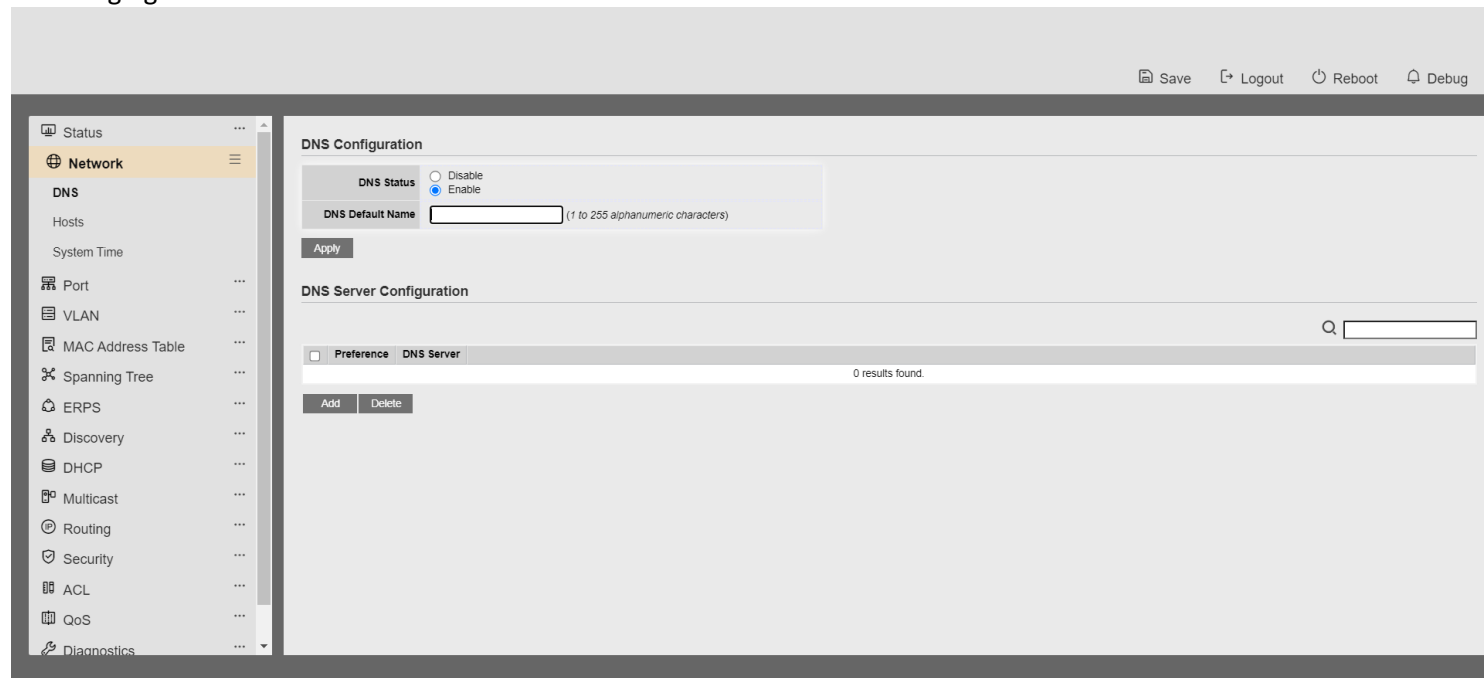 Save Logout Reboot Debug
Status
Network
DNS
Hosts
System Time
Port
VLAN
MAC Address Table
Spanning Tree
ERPS
Discovery
DHCP
Multicast
Routing
Security
ACL
QoS
Diagnostics
DNS Configuration
DNS Status
Disable
Enable
DNS Default Name (1 to 255 alphanumeric characters)
Apply
DNS Server Configuration
Preference DNS Server
0 results found.
Add Delete